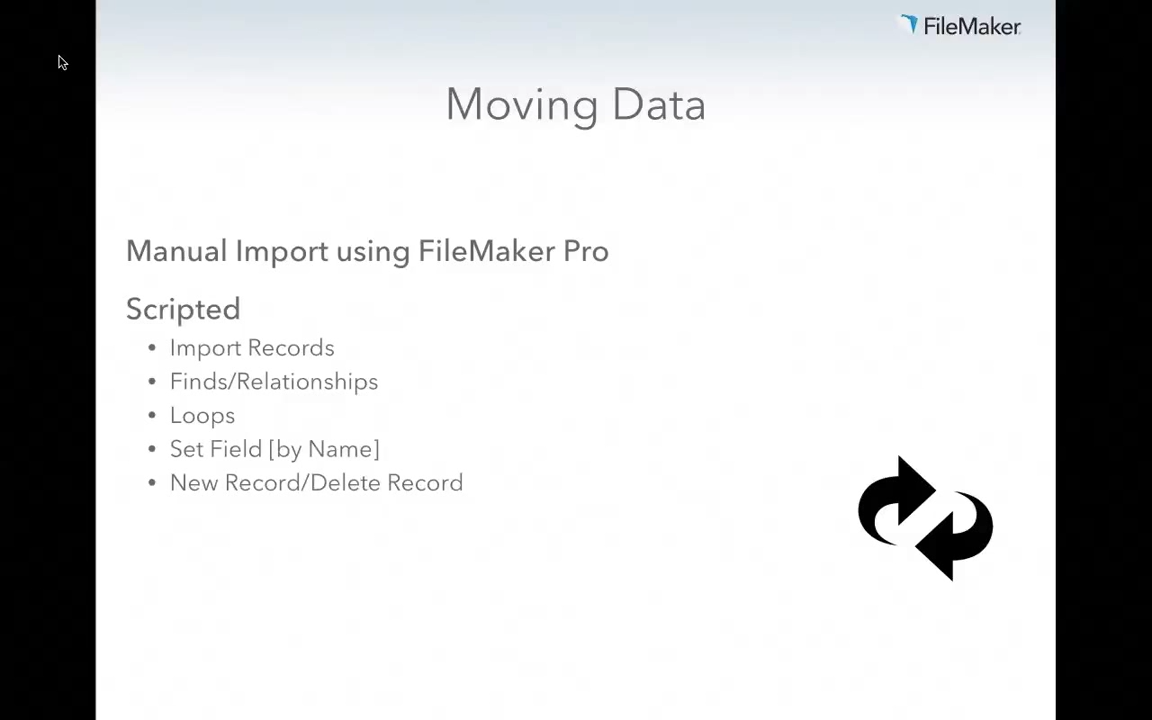 FileMaker
Moving Data
Manual Import using FileMaker Pro
Scripted
• Import Records
• Finds/Relationships
• Loops
• Set Field [by Name]
• New Record/Delete Record